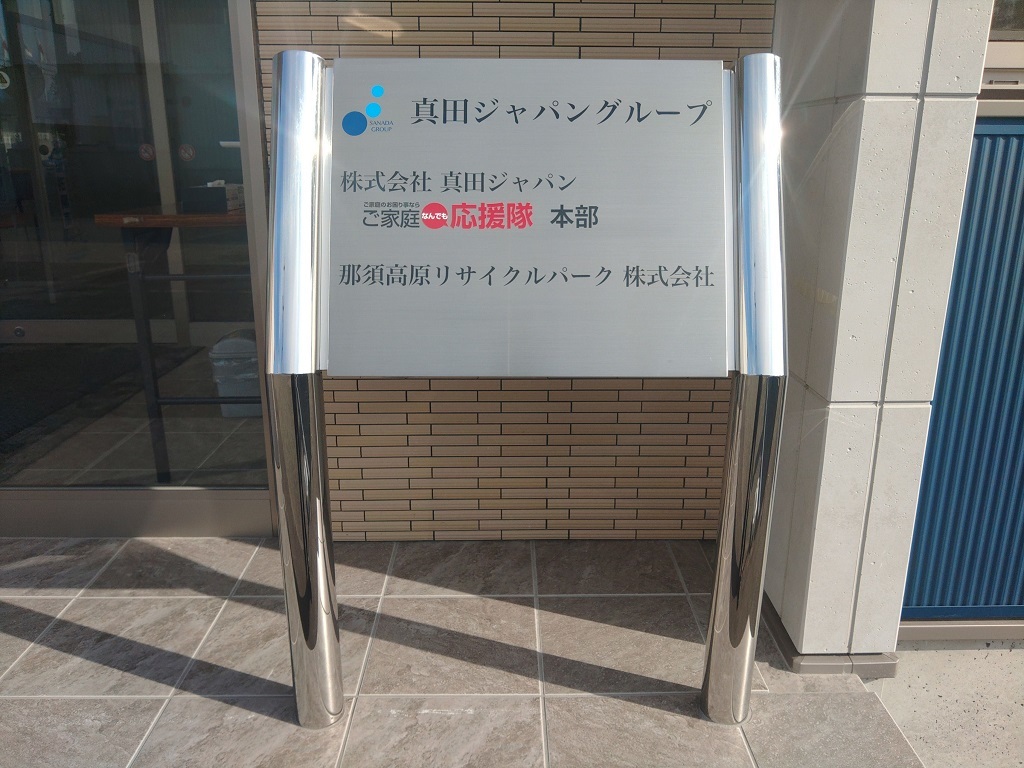 SANADA
GROUP
真田ジャパングループ
株式会社 真田ジャパン
ご家庭のお困り事なら
ご家庭なんでも応援隊 本部
那須高原リサイクルパーク 株式会社